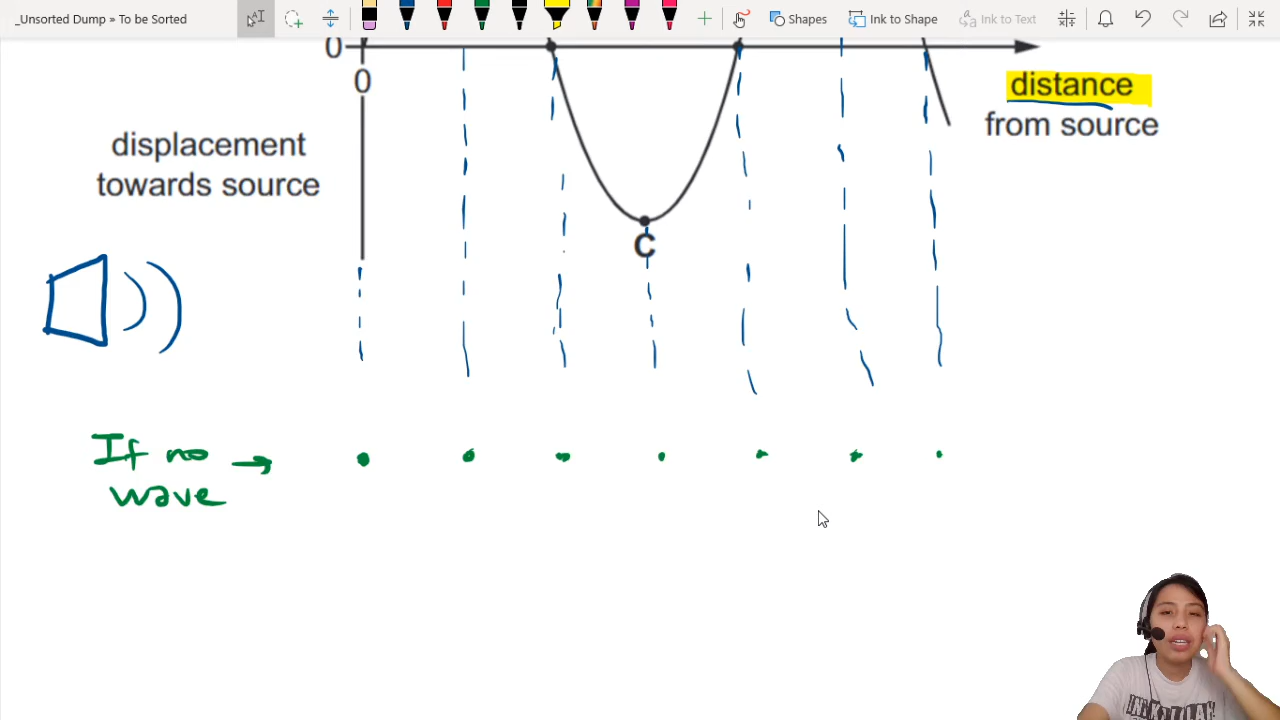 _Unsorted Dump » To be Sorted
Shapes
Ink to Shape
Ink to Text
0
0
distance
from source
displacement
towards source
C
If no
wave